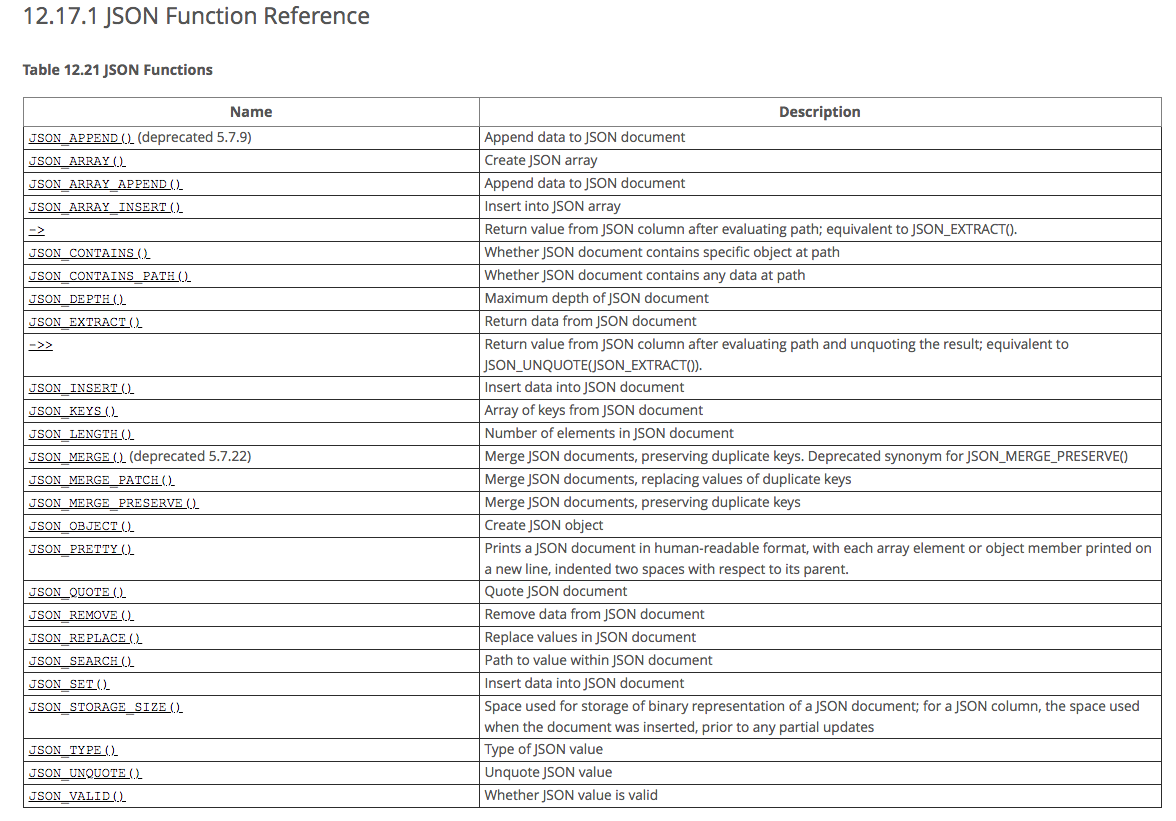 12.17.1 JSON Function Reference
Table 12.21 JSON Functions
Name Description
JSON_APPEND() (deprecated 5.7.9) Append data to JSON document
JSON_ARRAY() Create JSON array
JSON_ARRAY_APPEND() Append data to JSON document
JSON_ARRAY_INSERT() Insert into JSON array
-> Return value from JSON column after evaluating path; equivalent to JSON_EXTRACT().
JSON_CONTAINS() Whether JSON document contains specific object at path
JSON_CONTAINS_PATH() Whether JSON document contains any data at path
JSON_DEPTH() Maximum depth of JSON document
JSON_EXTRACT() Return data from JSON document
->> Return value from JSON column after evaluating path and unquoting the result; equivalent to
JSON_UNQUOTE(JSON_EXTRACT()).
JSON_INSERT() Insert data into JSON document
JSON_KEYS() Array of keys from JSON document
JSON_LENGTH() Number of elements in JSON document
JSON_MERGE() (deprecated 5.7.22) Merge JSON documents, preserving duplicate keys. Deprecated synonym for JSON_MERGE_PRESERVE()
JSON_MERGE_PATCH() Merge JSON documents, replacing values of duplicate keys
JSON_MERGE_PRESERVE() Merge JSON documents, preserving duplicate keys
JSON_OBJECT() Create JSON object
JSON_PRETTY() Prints a JSON document in human-readable format, with each array element or object member printed on
a new line, indented two spaces with respect to its parent.
JSON_QUOTE() Quote JSON document
JSON_REMOVE() Remove data from JSON document
JSON_REPLACE() Replace values in JSON document
JSON_SEARCH() Path to value within JSON document
JSON_SET() Insert data into JSON document
JSON_STORAGE_SIZE() Space used for storage of binary representation of a JSON document; for a JSON column, the space used
when the document was inserted, prior to any partial updates
JSON_TYPE() Type of JSON value
JSON_UNQUOTE() Unquote JSON value
JSON_VALID() Whether JSON value is valid